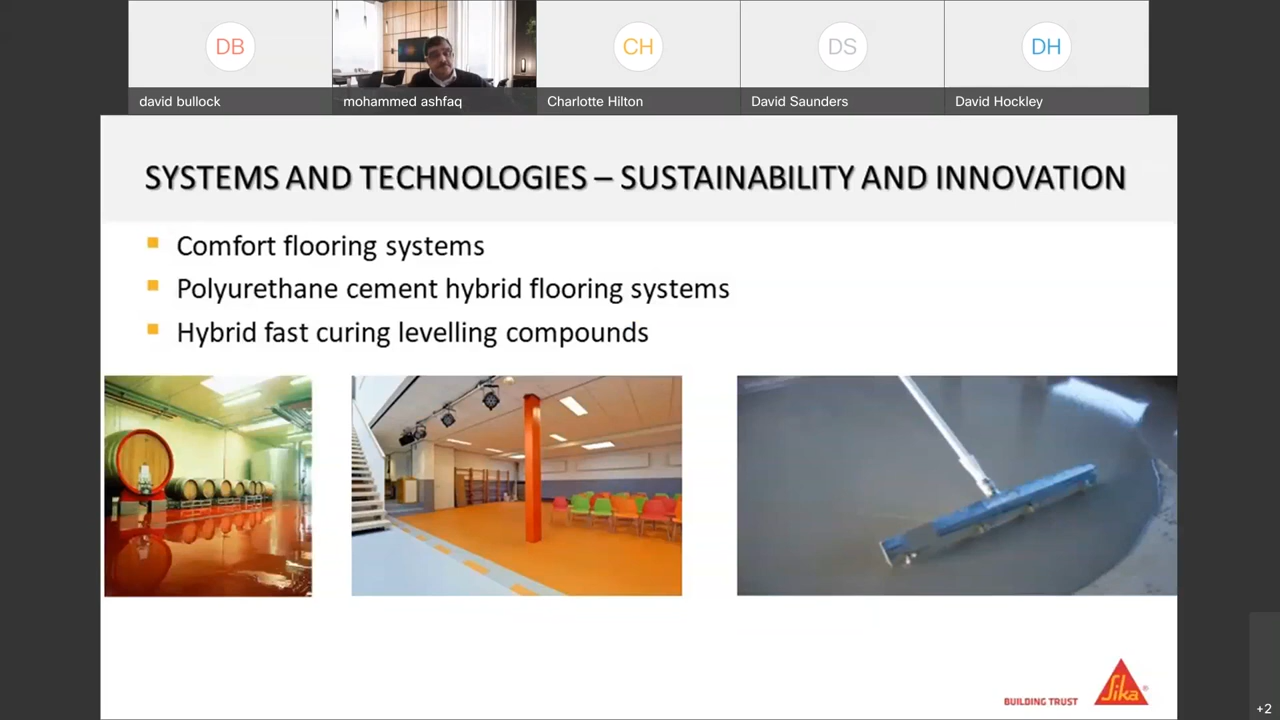 DB
CH
DS
DH
david bullock
mohammed ashfaq
Charlotte Hilton
David Saunders
David Hockley
SYSTEMS AND TECHNOLOGIES – SUSTAINABILITY AND INNOVATION
Comfort flooring systems
Polyurethane cement hybrid flooring systems
Hybrid fast curing levelling compounds
BUILDING TRUST
Sika®
+2